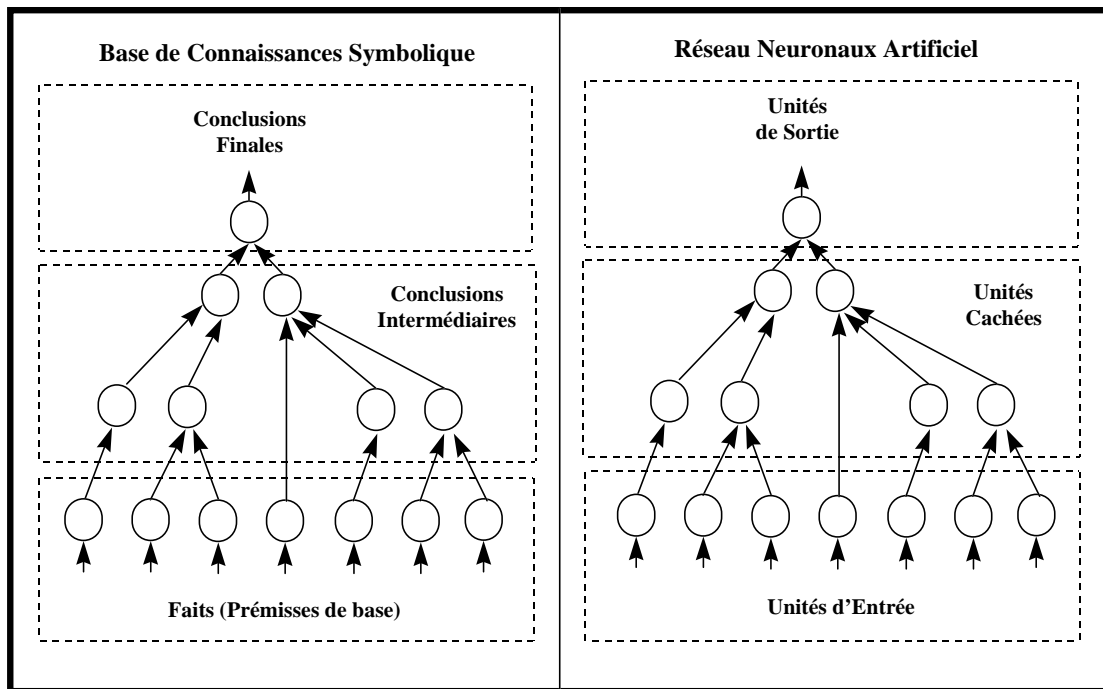 Base de Connaissances Symbolique
Conclusions
Finales
Conclusions
Intermédiaires
Faits (Prémisses de base)
Réseau Neuronaux Artificiel
Unités
de Sortie
Unités
Cachées
Unités d'Entrée